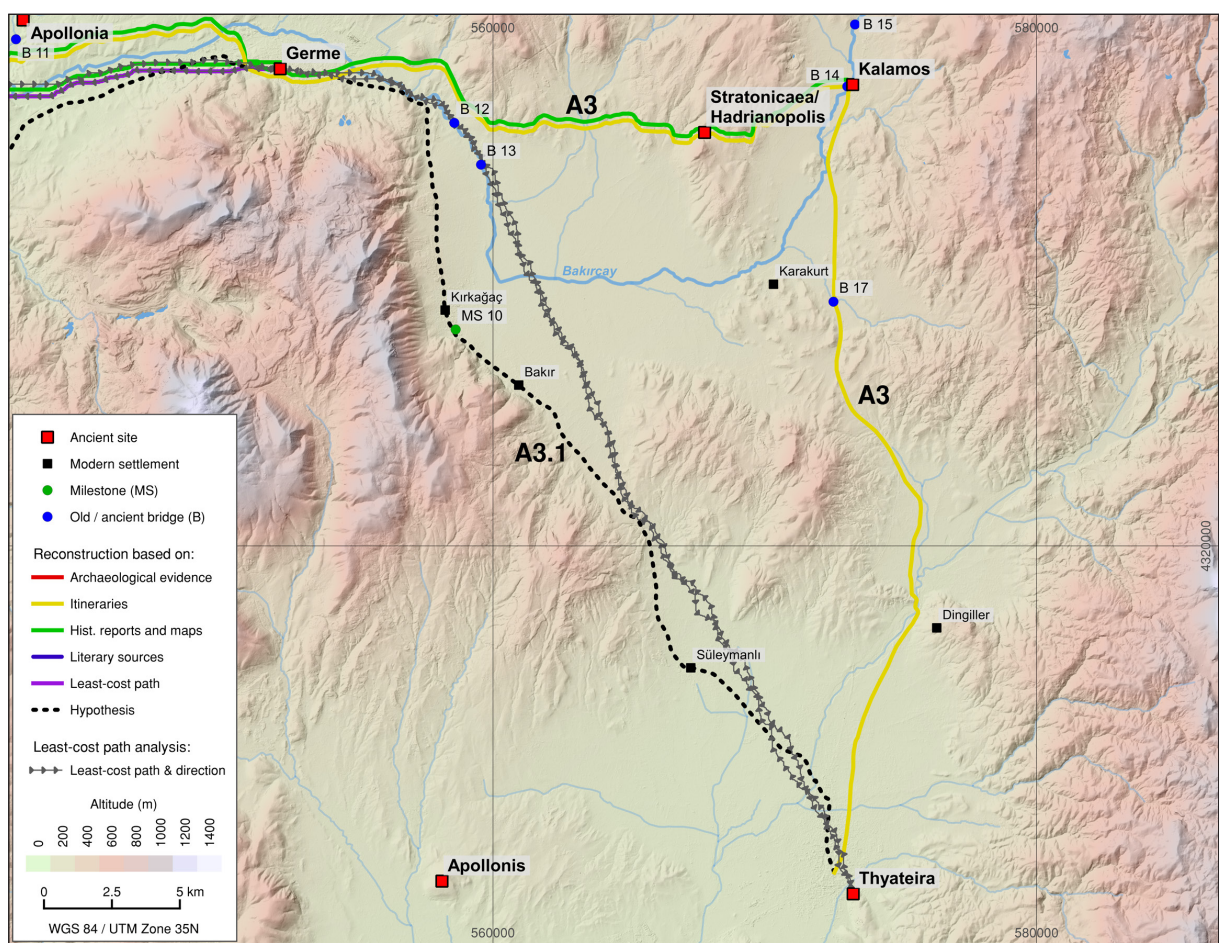 560000
580000
B 15
Apollonia
B 11
Germe
B 14
Kalamos
Stratonicaea/
Hadrianopolis
A3
B 12
B 13
Bakırcay
Karakurt
B 17
Kırkağaç
MS 10
Bakır
A3
A3.1
4320000
Dingiller
Süleymanlı
Apollonis
Thyateira
Ancient site
Modern settlement
Milestone (MS)
Old / ancient bridge (B)
Reconstruction based on:
Archaeological evidence
Itineraries
Hist. reports and maps
Literary sources
Least-cost path
Hypothesis
Least-cost path analysis:
Least-cost path & direction
Altitude (m)
0 200 400 600 800 1000 1200 1400
0 2.5 5 km
WGS 84 / UTM Zone 35N
560000
580000